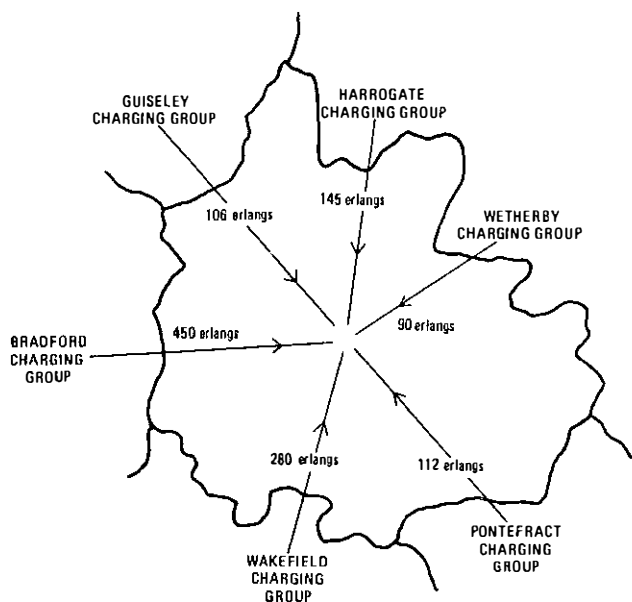 GUISELEY
CHARGING GROUP
HARROGATE
CHARGING GROUP
106 erlangs
145 erlangs
WETHERBY
CHARGING GROUP
BRADFORD
CHARGING
GROUP
450 erlangs
90 erlangs
280 erlangs
112 erlangs
WAKEFIELD
CHARGING
GROUP
PONTEFRACT
CHARGING
GROUP